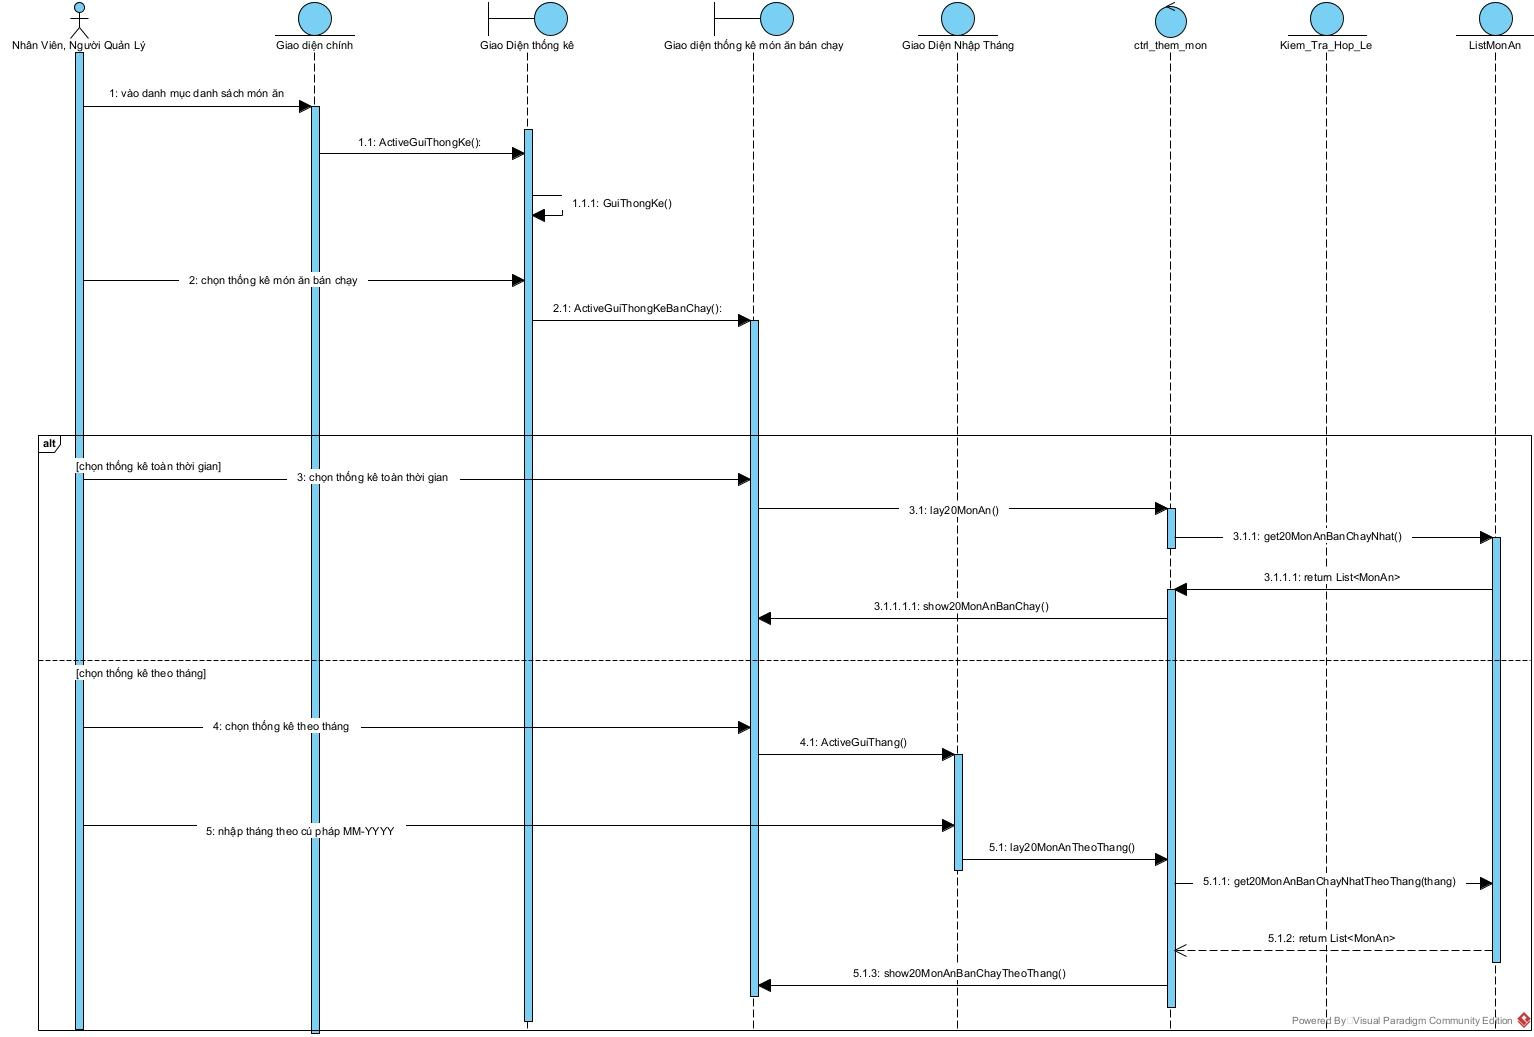 Nhân Viên, Người Quản Lý
Giao diện chính
Giao Diện thống kê
Giao diện thống kê món ăn bán chạy
Giao Diện Nhập Tháng
ctrl_them_mon
Kiem_Tra_Hop_Le
ListMonAn
1: vào danh mục danh sách món ăn
1.1: ActiveGuiThongKe():
1.1.1: GuiThongKe()
2: chọn thống kê món ăn bán chạy
2.1: ActiveGuiThongKeBanChay():
alt
[chọn thống kê toàn thời gian]
3: chọn thống kê toàn thời gian
3.1: lay20MonAn()
3.1.1: get20MonAnBanChayNhat()
3.1.1.1: return List<MonAn>
3.1.1.1.1: show20MonAnBanChay()
[chọn thống kê theo tháng]
4: chọn thống kê theo tháng
4.1: ActiveGuiThang()
5: nhập tháng theo cú pháp MM-YYYY
5.1: lay20MonAnTheoThang()
5.1.1: get20MonAnBanChayNhatTheoThang(thang)
5.1.2: return List<MonAn>
5.1.3: show20MonAnBanChayTheoThang()
Powered By Visual Paradigm Community Edition